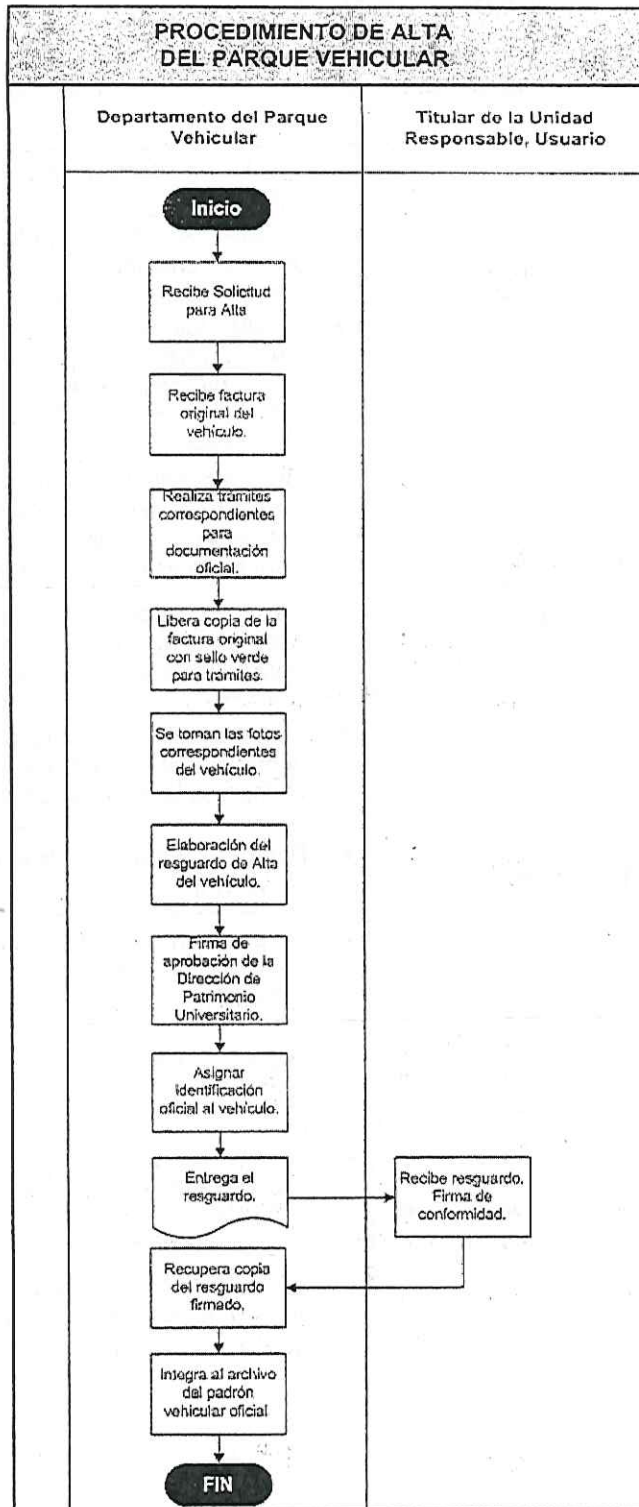 PROCEDIMIENTO DE ALTA
DEL PARQUE VEHICULAR
Departamento del Parque
Vehicular
Titular de la Unidad
Responsable, Usuario
Inicio
Recibe Solicitud
para Alta
Recibe factura
original del
vehículo.
Realiza trámites
correspondientes
para
documentación
oficial.
Libera copia de la
factura original
con sello verde
para trámites.
Se toman las fotos
correspondientes
del vehículo.
Elaboración del
resguardo de Alta
del vehículo.
Firma de
aprobación de la
Dirección de
Patrimonio
Universitario.
Asignar
identificación
oficial al vehículo.
Entrega el
resguardo.
Recibe resguardo.
Firma de
conformidad.
Recupera copia
del resguardo
firmado.
Integra al archivo
del padrón
vehicular oficial
FIN